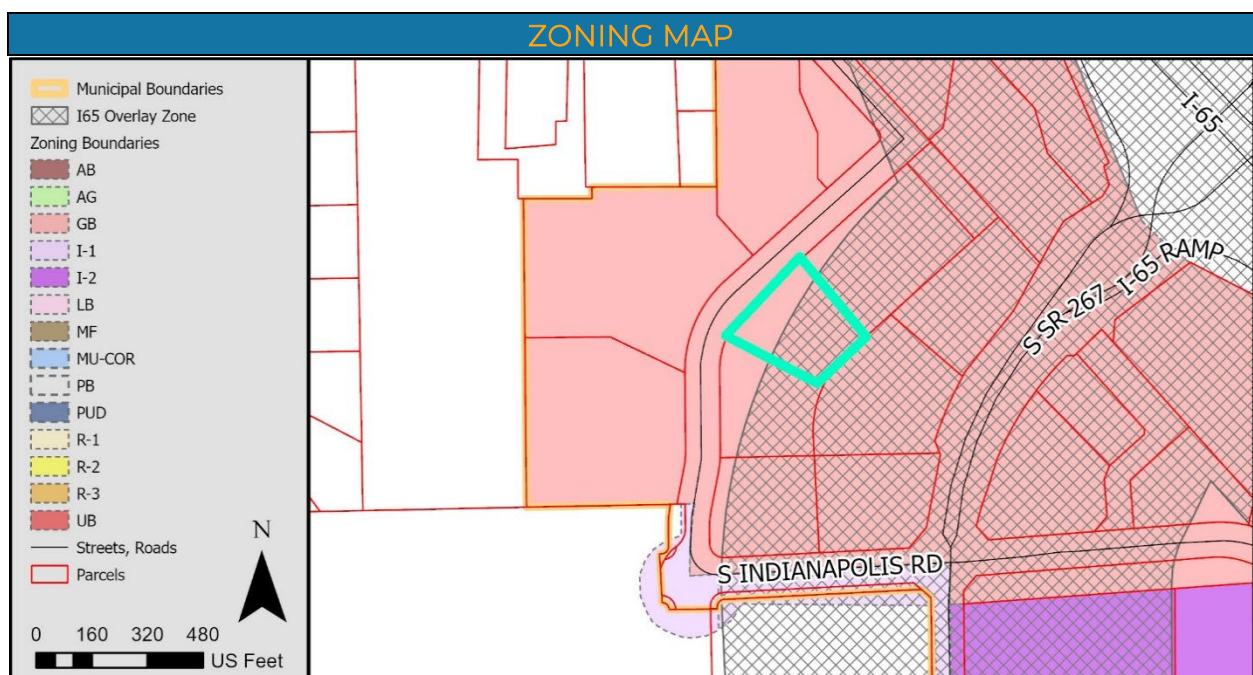 ZONING MAP
Municipal Boundaries
I65 Overlay Zone
Zoning Boundaries
AB
AG
GB
I-1
I-2
LB
MF
MU-COR
PB
PUD
R-1
R-2
R-3
UB
Streets, Roads
Parcels
N
0 160 320 480
US Feet
I-65
S SR 267
I-65 RAMP
S INDIANAPOLIS RD